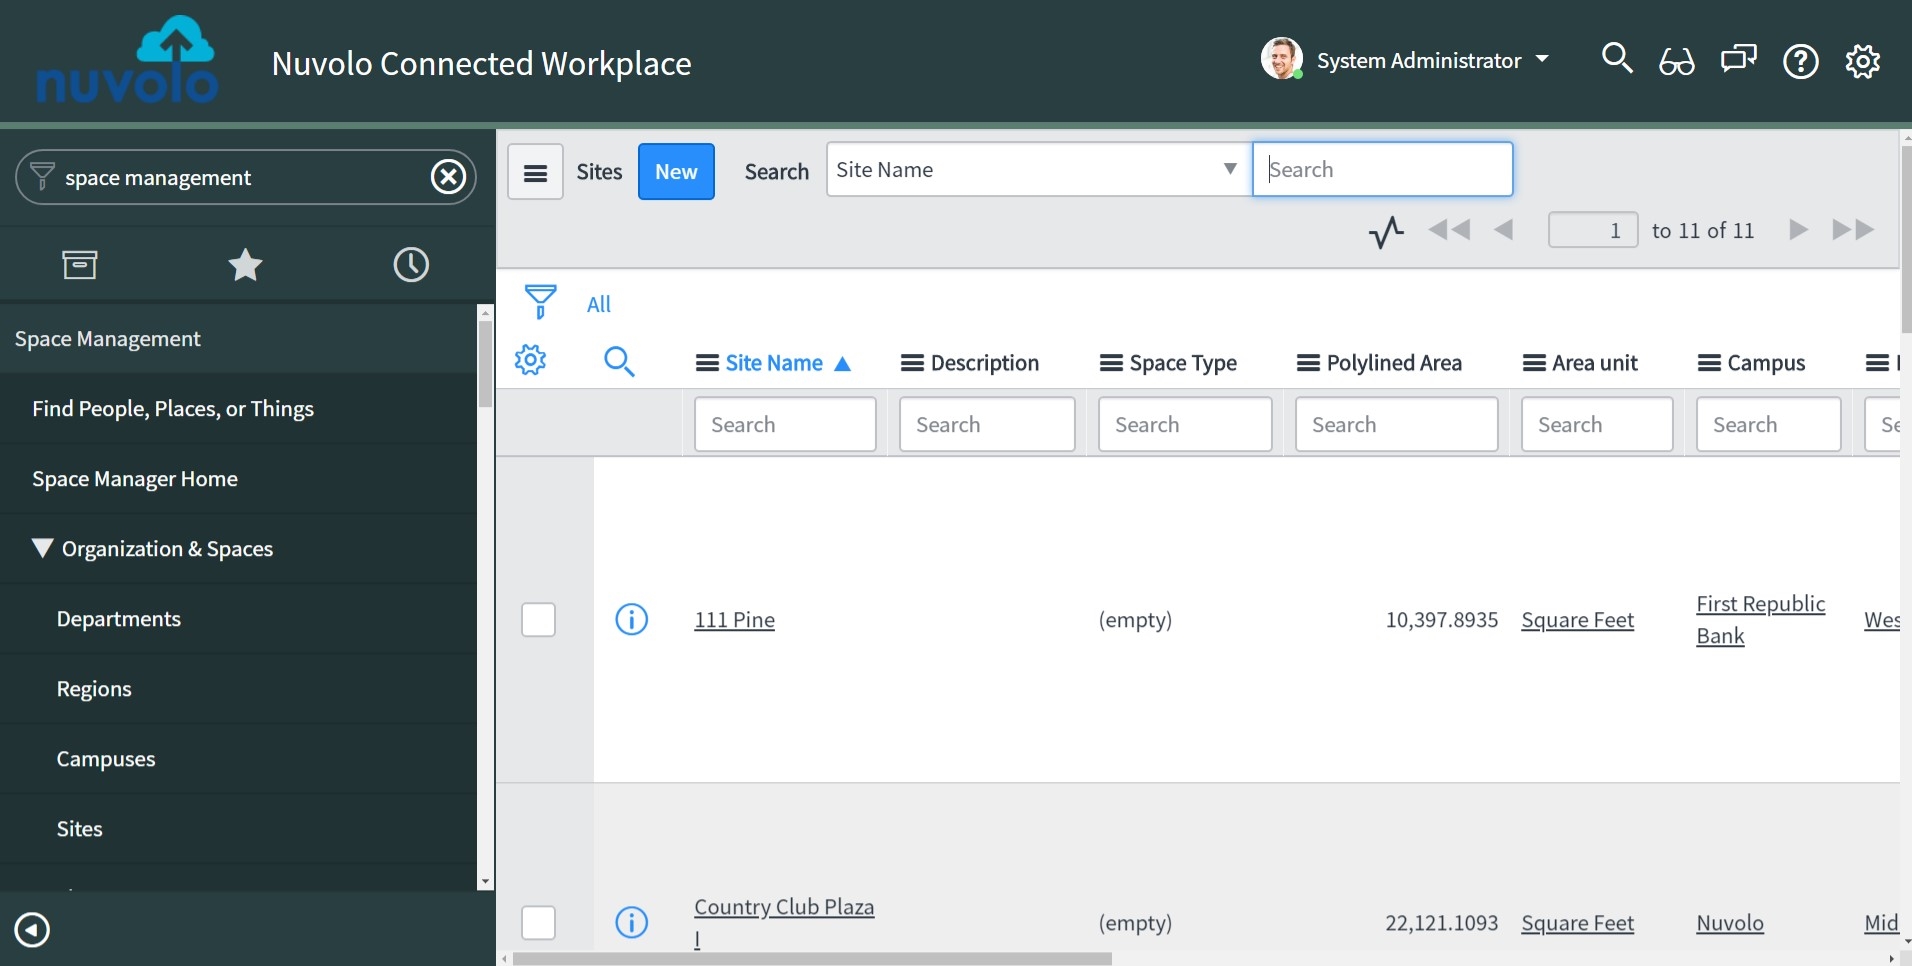 nuvolo
Nuvolo Connected Workplace
System Administrator
space management
Sites
New
Search
Site Name
Search
1
to 11 of 11
All
Space Management
Find People, Places, or Things
Space Manager Home
Organization & Spaces
Departments
Regions
Campuses
Sites
Site Name
Description
Space Type
Polylined Area
Area unit
Campus
Search
Search
Search
Search
Search
Search
Se
111 Pine
(empty)
10,397.8935
Square Feet
First Republic
Bank
Wes
Country Club Plaza
I
(empty)
22,121.1093
Square Feet
Nuvolo
Mid